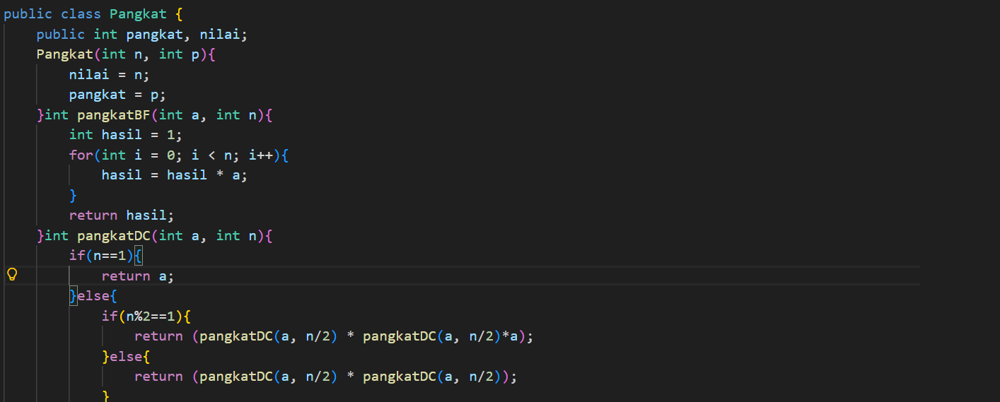 public class Pangkat {
    public int pangkat, nilai;
    Pangkat(int n, int p){
        nilai = n;
        pangkat = p;
    }int pangkatBF(int a, int n){
        int hasil = 1;
        for(int i = 0; i < n; i++){
            hasil = hasil * a;
        }
        return hasil;
    }int pangkatDC(int a, int n){
        if(n==1){
            return a;
        }else{
            if(n%2==1){
                return (pangkatDC(a, n/2) * pangkatDC(a, n/2)*a);
            }else{
                return (pangkatDC(a, n/2) * pangkatDC(a, n/2));
            }